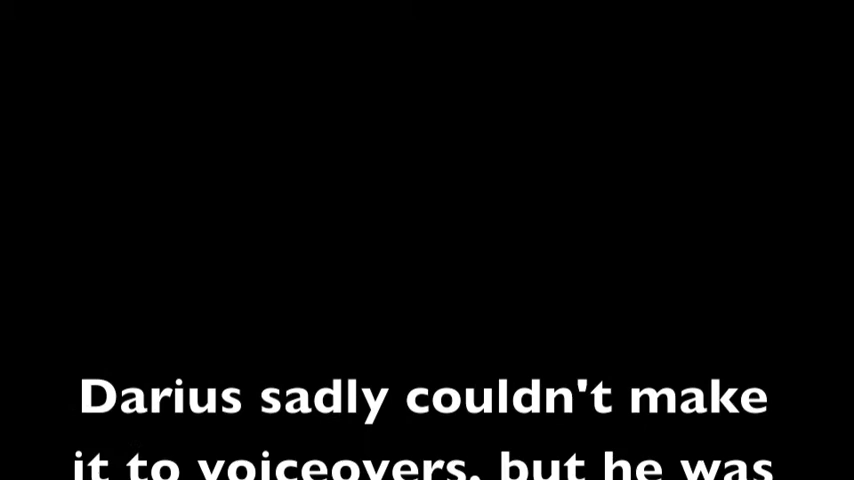 Darius sadly couldn't make
it to voiceovers, but he was